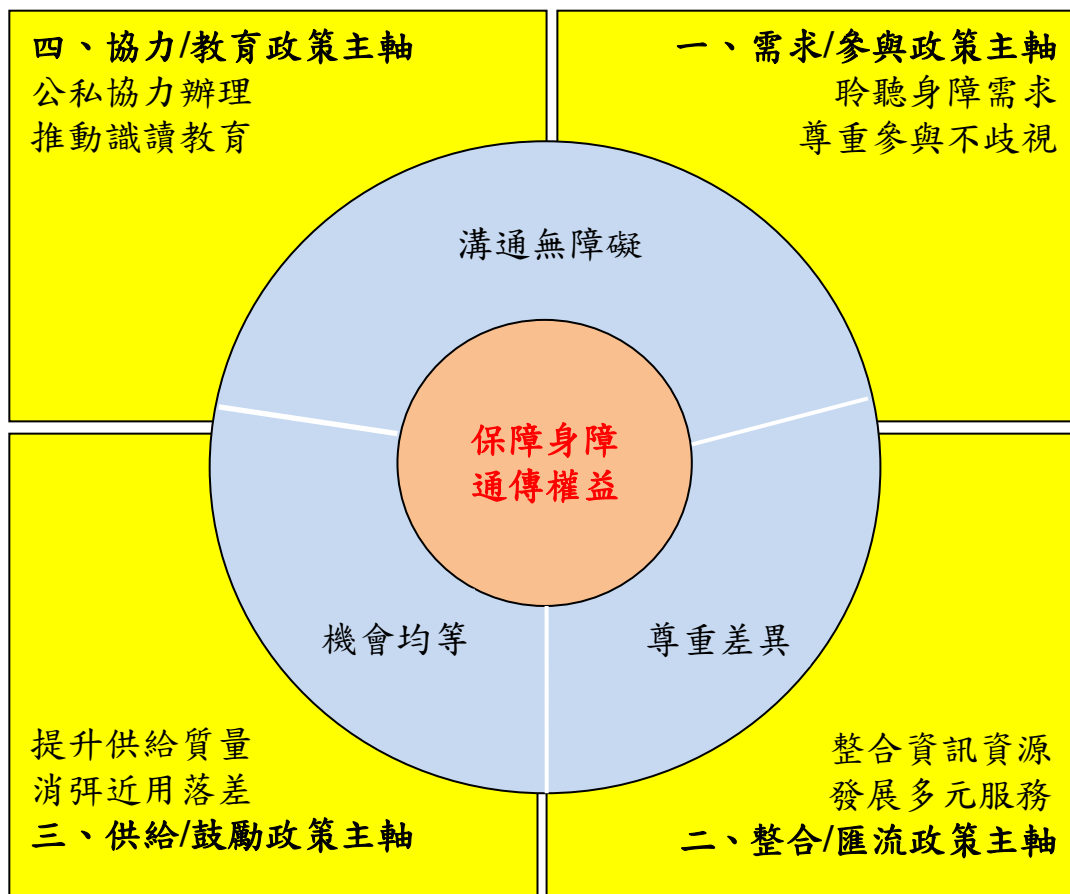 四、協力/教育政策主軸
公私協力辦理
推動識讀教育
一、需求/參與政策主軸
聆聽身障需求
尊重參與不歧視
溝通無障礙
保障身障
通傳權益
機會均等
尊重差異
提升供給質量
消弭近用落差
三、供給/鼓勵政策主軸
整合資訊資源
發展多元服務
二、整合/匯流政策主軸